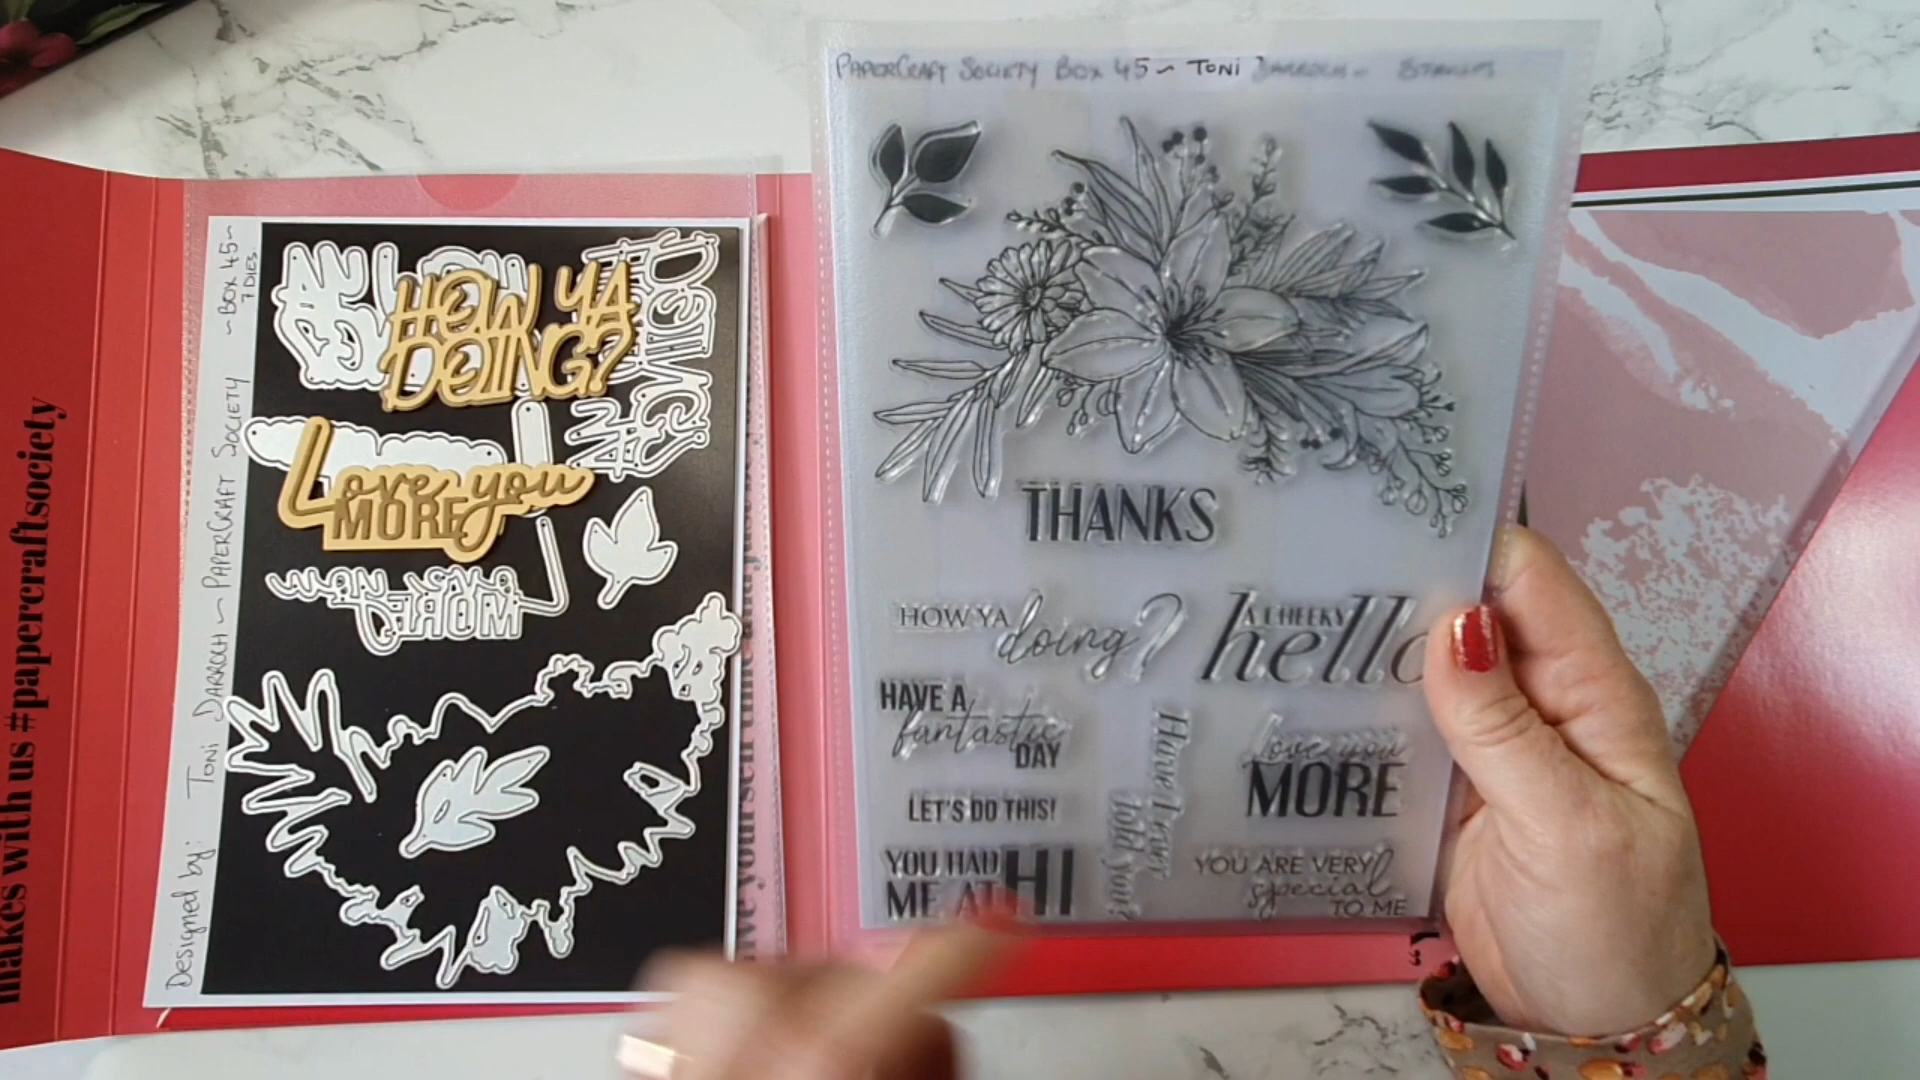 makes with us #papercraftsociety
Designed by: TONI DARROCH ~ PAPERCRAFT SOCIETY ~BOX 45~
7 DIES.
HOW YA
DOING?
Love you
MORE
MORE
PAPERCRAFT SOCIETY BOX 45~ TONI DARROCH~ STAMPS
THANKS
HOW YA doing?
A CHEEKY
hello
HAVE A
fantastic
DAY
LET'S DO THIS!
YOU HAD
ME AT HI
Have I ever
told you?
Love you
MORE
YOU ARE VERY
special
TO ME